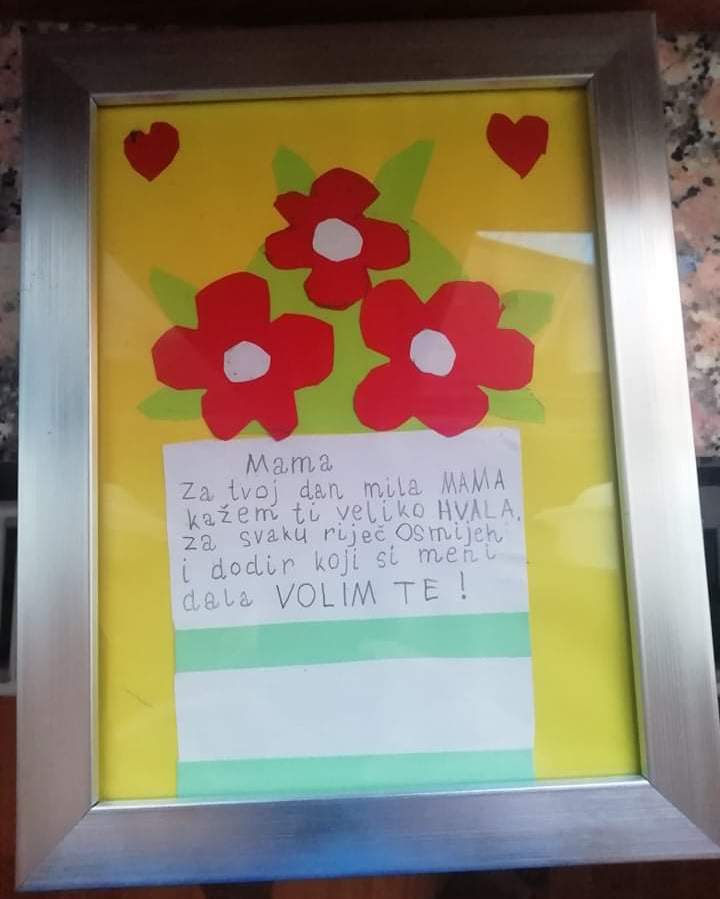 Mama
Za tvoj dan mila MAMA
kažem ti veliko HVALA,
za svaku riječ Osmijeh
i dodir koji si meni
dala VOLIM TE !